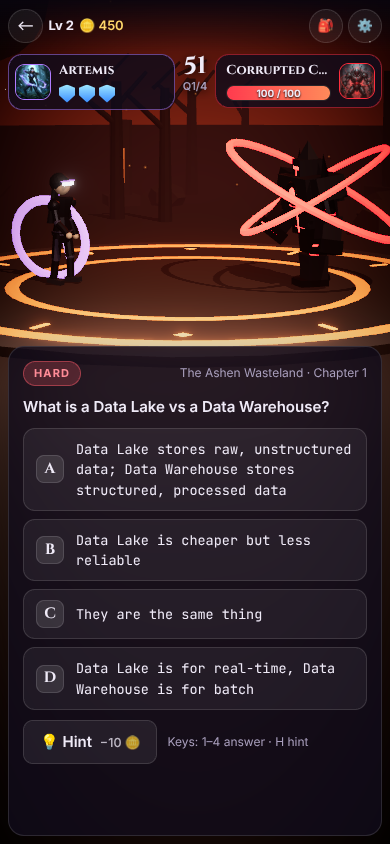 ← Lv 2 🪙 450 🎒 ⚙️
ARTEMIS
51
Q1/4
CORRUPTED C...
100 / 100
HARD
The Ashen Wasteland · Chapter 1
What is a Data Lake vs a Data Warehouse?
A
Data Lake stores raw, unstructured
data; Data Warehouse stores
structured, processed data
B
Data Lake is cheaper but less
reliable
C
They are the same thing
D
Data Lake is for real-time, Data
Warehouse is for batch
💡 Hint −10 🪙
Keys: 1–4 answer · H hint